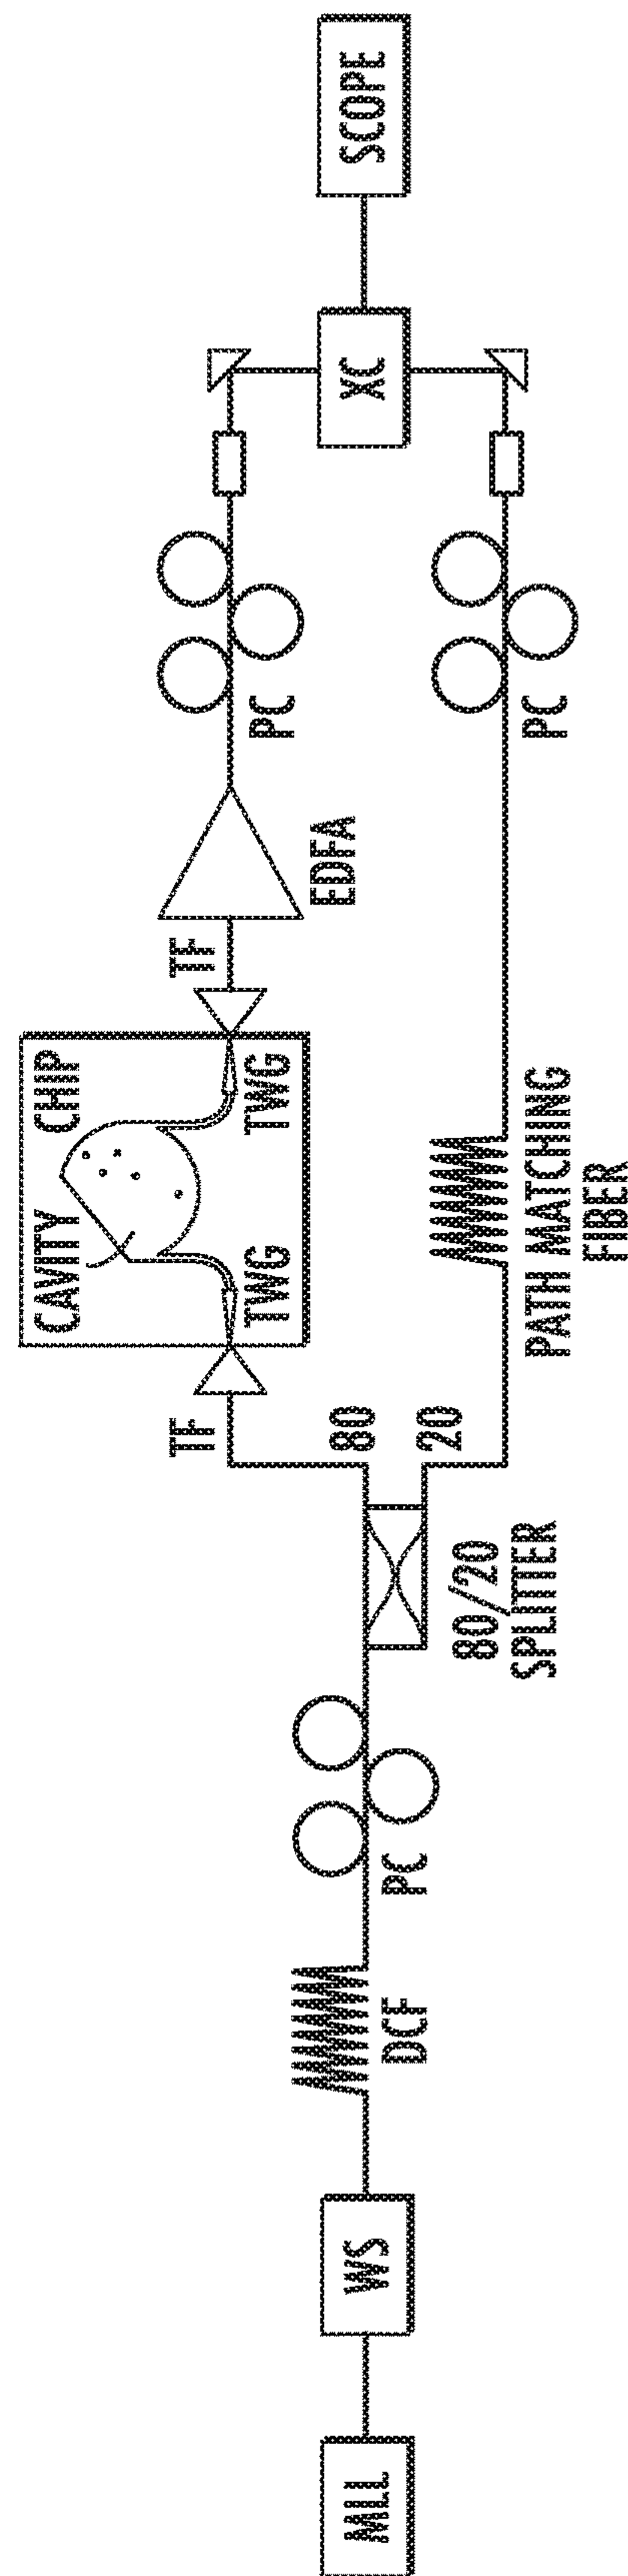 MLL
WS
DCF
PC
80/20
SPLITTER
80
20
TF
CAVITY
CHIP
TWG
TWG
TF
EDFA
PC
PATH MATCHING
FIBER
PC
XC
SCOPE